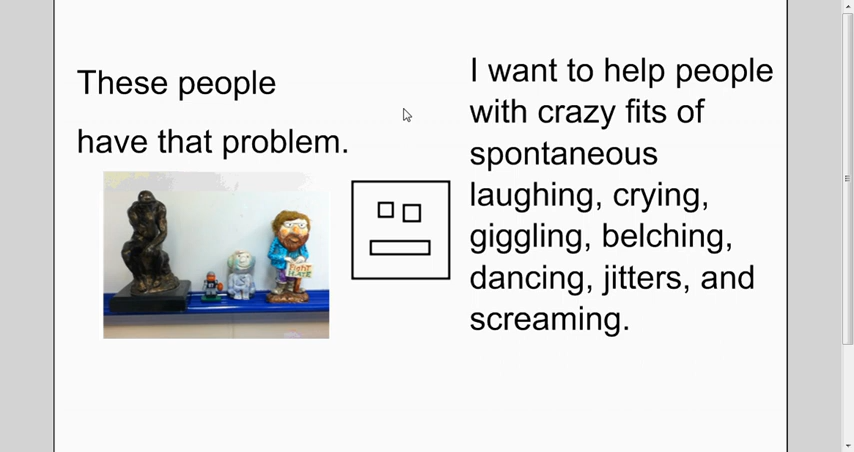 These people
have that problem.
I want to help people
with crazy fits of
spontaneous
laughing, crying,
giggling, belching,
dancing, jitters, and
screaming.